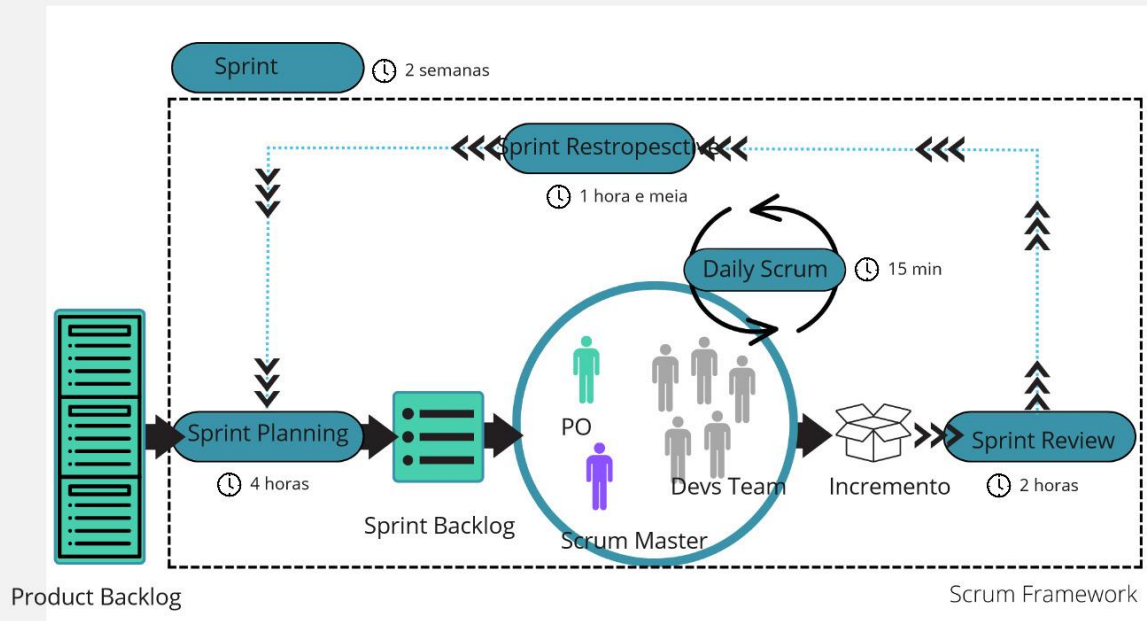 Sprint
2 semanas
Sprint Restropesctive
1 hora e meia
Daily Scrum
15 min
Sprint Planning
4 horas
Sprint Backlog
PO
Devs Team
Scrum Master
Incremento
Sprint Review
2 horas
Product Backlog
Scrum Framework